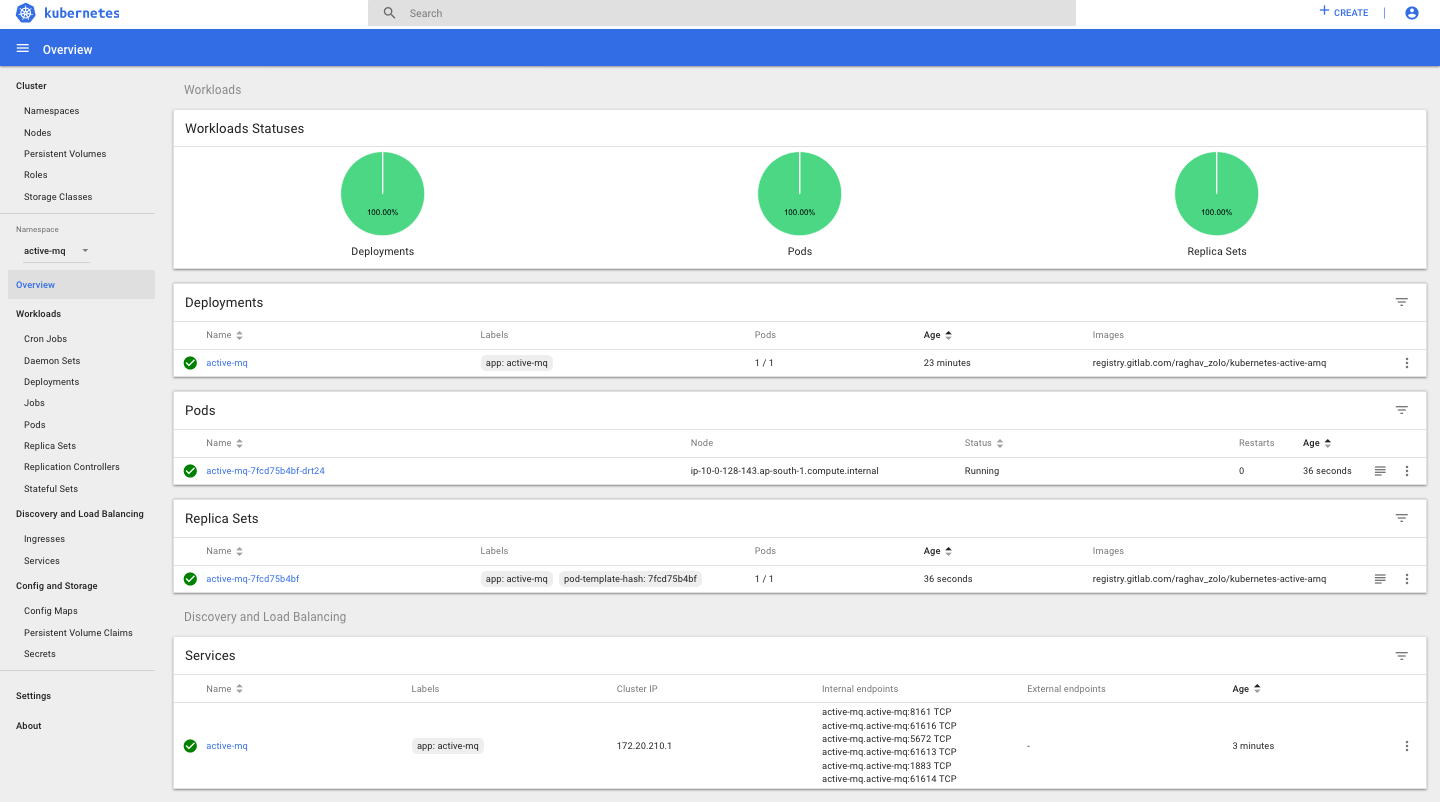 kubernetes
Search
CREATE
Overview
Cluster
Namespaces
Nodes
Persistent Volumes
Roles
Storage Classes
Namespace
active-mq
Overview
Workloads
Cron Jobs
Daemon Sets
Deployments
Jobs
Pods
Replica Sets
Replication Controllers
Stateful Sets
Discovery and Load Balancing
Ingresses
Services
Config and Storage
Config Maps
Persistent Volume Claims
Secrets
Settings
About
Workloads
Workloads Statuses
100.00% 100.00% 100.00%
Deployments Pods Replica Sets
Deployments
Name Labels Pods Age Images
active-mq app: active-mq 1 / 1 23 minutes registry.gitlab.com/raghav_zolo/kubernetes-active-amq
Pods
Name Node Status Restarts Age
active-mq-7fcd75b4bf-drt24 ip-10-0-128-143.ap-south-1.compute.internal Running 0 36 seconds
Replica Sets
Name Labels Pods Age Images
active-mq-7fcd75b4bf app: active-mq pod-template-hash: 7fcd75b4bf 1 / 1 36 seconds registry.gitlab.com/raghav_zolo/kubernetes-active-amq
Discovery and Load Balancing
Services
Name Labels Cluster IP Internal endpoints External endpoints Age
active-mq.active-mq:8161 TCP
active-mq.active-mq:61616 TCP
active-mq.active-mq:5672 TCP
active-mq app: active-mq 172.20.210.1 - 3 minutes
active-mq.active-mq:61613 TCP
active-mq.active-mq:1883 TCP
active-mq.active-mq:61614 TCP